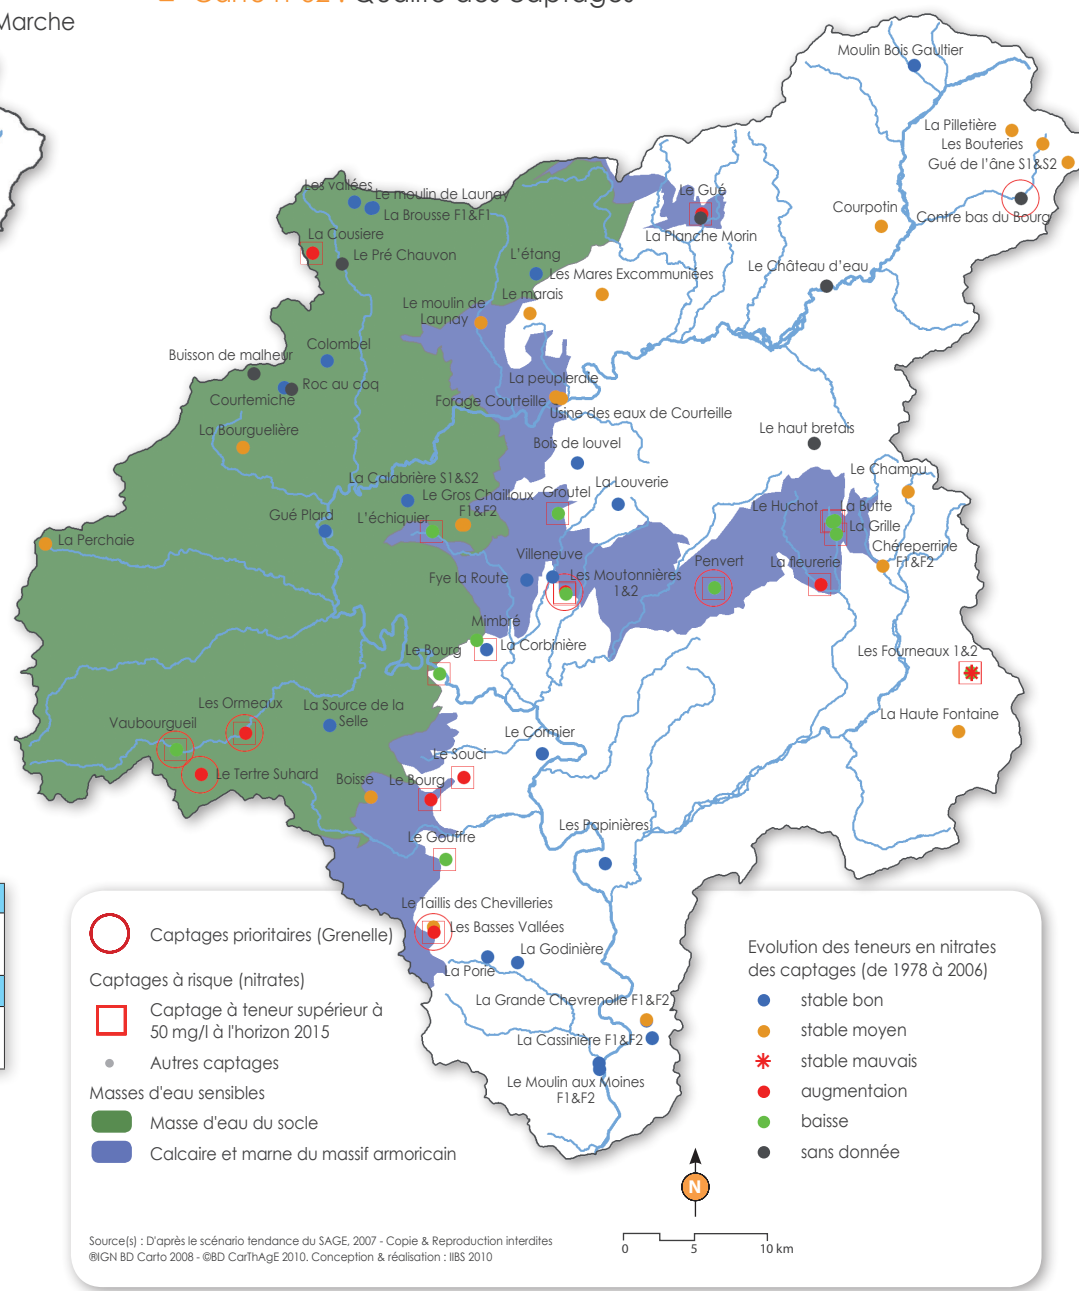 Carte n°32 : Qualité des captages
Marche
Moulin Bois Gaultier
La Pilletière
Les Bouteries
Gué de l'âne S1&S2
Contre bas du Bourg
Courpotin
Le Gué
La Planche Morin
Le Château d'eau
Les vallées
Le moulin de Launay
La Brousse F1&F1
La Cousiere
Le Pré Chauvon
L'étang
Les Mares Excommuniées
Le marais
Le moulin de
Launay
Colombel
Buisson de malheur
Roc au coq
Courtemiche
La Bourguelière
La peupleraie
Forage Courteille
Usine des eaux de Courteille
Bois de louvel
Le haut bretais
Le Champu
La Calabrière S1&S2
Le Gros Chailloux
F1&F2
Groutel
La Louverie
Le Huchot
La Butte
La Grille
Gué Plard
L'échiquier
Chéreperrine
F1&F2
La Perchaie
Villeneuve
Fye la Route
Les Moutonnières
1&2
Penvert
La fleurerie
Mimbré
Le Bourg
La Corbinière
Les Fourneaux 1&2
Les Ormeaux
La Source de la
Selle
Vaubourgueil
La Haute Fontaine
Le Cormier
Le Souci
Le Tertre Suhard
Boisse
Le Bourg
Le Gouffre
Les Papinières
Le Taillis des Chevilleries
Les Basses Vallées
La Godinière
La Porie
La Grande Chevrenolle F1&F2
La Cassinière F1&F2
Le Moulin aux Moines
F1&F2
Captages prioritaires (Grenelle)
Captages à risque (nitrates)
Captage à teneur supérieur à
50 mg/l à l'horizon 2015
Autres captages
Masses d'eau sensibles
Masse d'eau du socle
Calcaire et marne du massif armoricain
Evolution des teneurs en nitrates
des captages (de 1978 à 2006)
stable bon
stable moyen
stable mauvais
augmentaion
baisse
sans donnée
N
0 5 10 km
Source(s) : D'après le scénario tendance du SAGE, 2007 - Copie & Reproduction interdites
®IGN BD Carto 2008 - ©BD CarThAgE 2010. Conception & réalisation : IIBS 2010